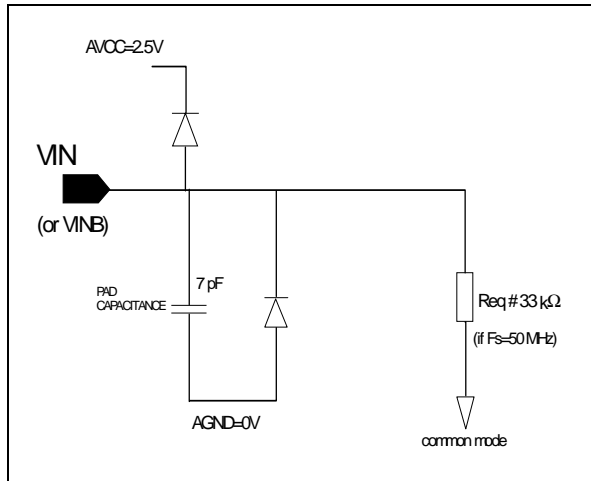 AVCC=2.5V
VIN
(or VINB)
7 pF
PAD
CAPACITANCE
Req # 33 kΩ
(if Fs=50 MHz)
AGND=0V
common mode